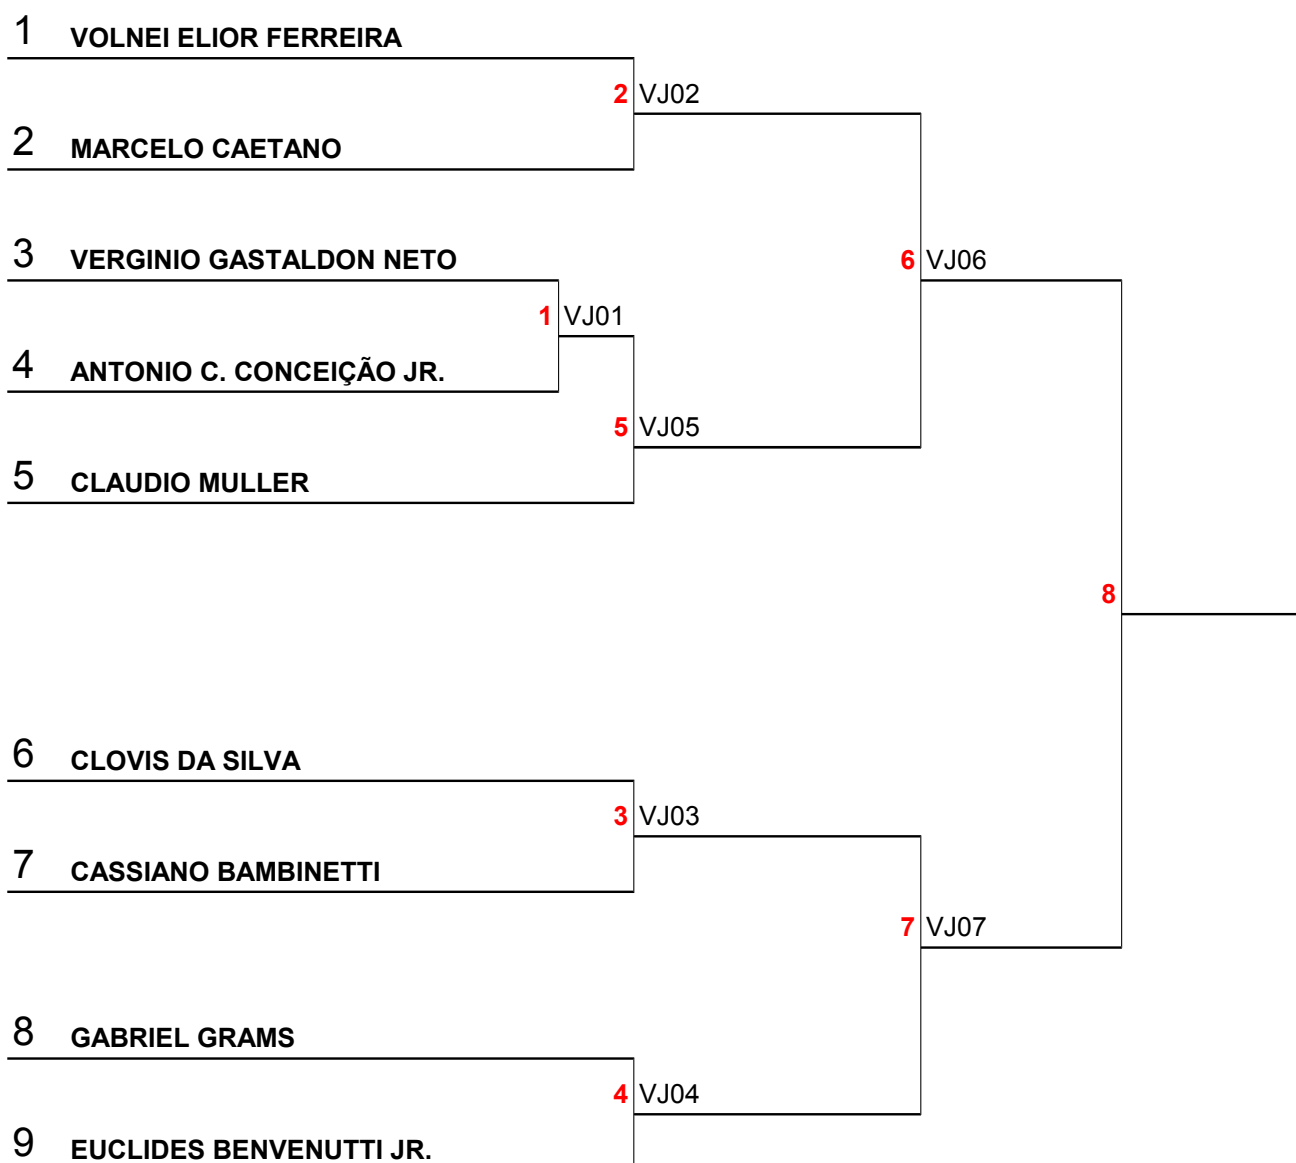 1 VOLNEI ELIOR FERREIRA
2 VJ02
2 MARCELO CAETANO
3 VERGINIO GASTALDON NETO
6 VJ06
1 VJ01
4 ANTONIO C. CONCEIÇÃO JR.
5 VJ05
5 CLAUDIO MULLER
8
6 CLOVIS DA SILVA
3 VJ03
7 CASSIANO BAMBINETTI
7 VJ07
8 GABRIEL GRAMS
4 VJ04
9 EUCLIDES BENVENUTTI JR.